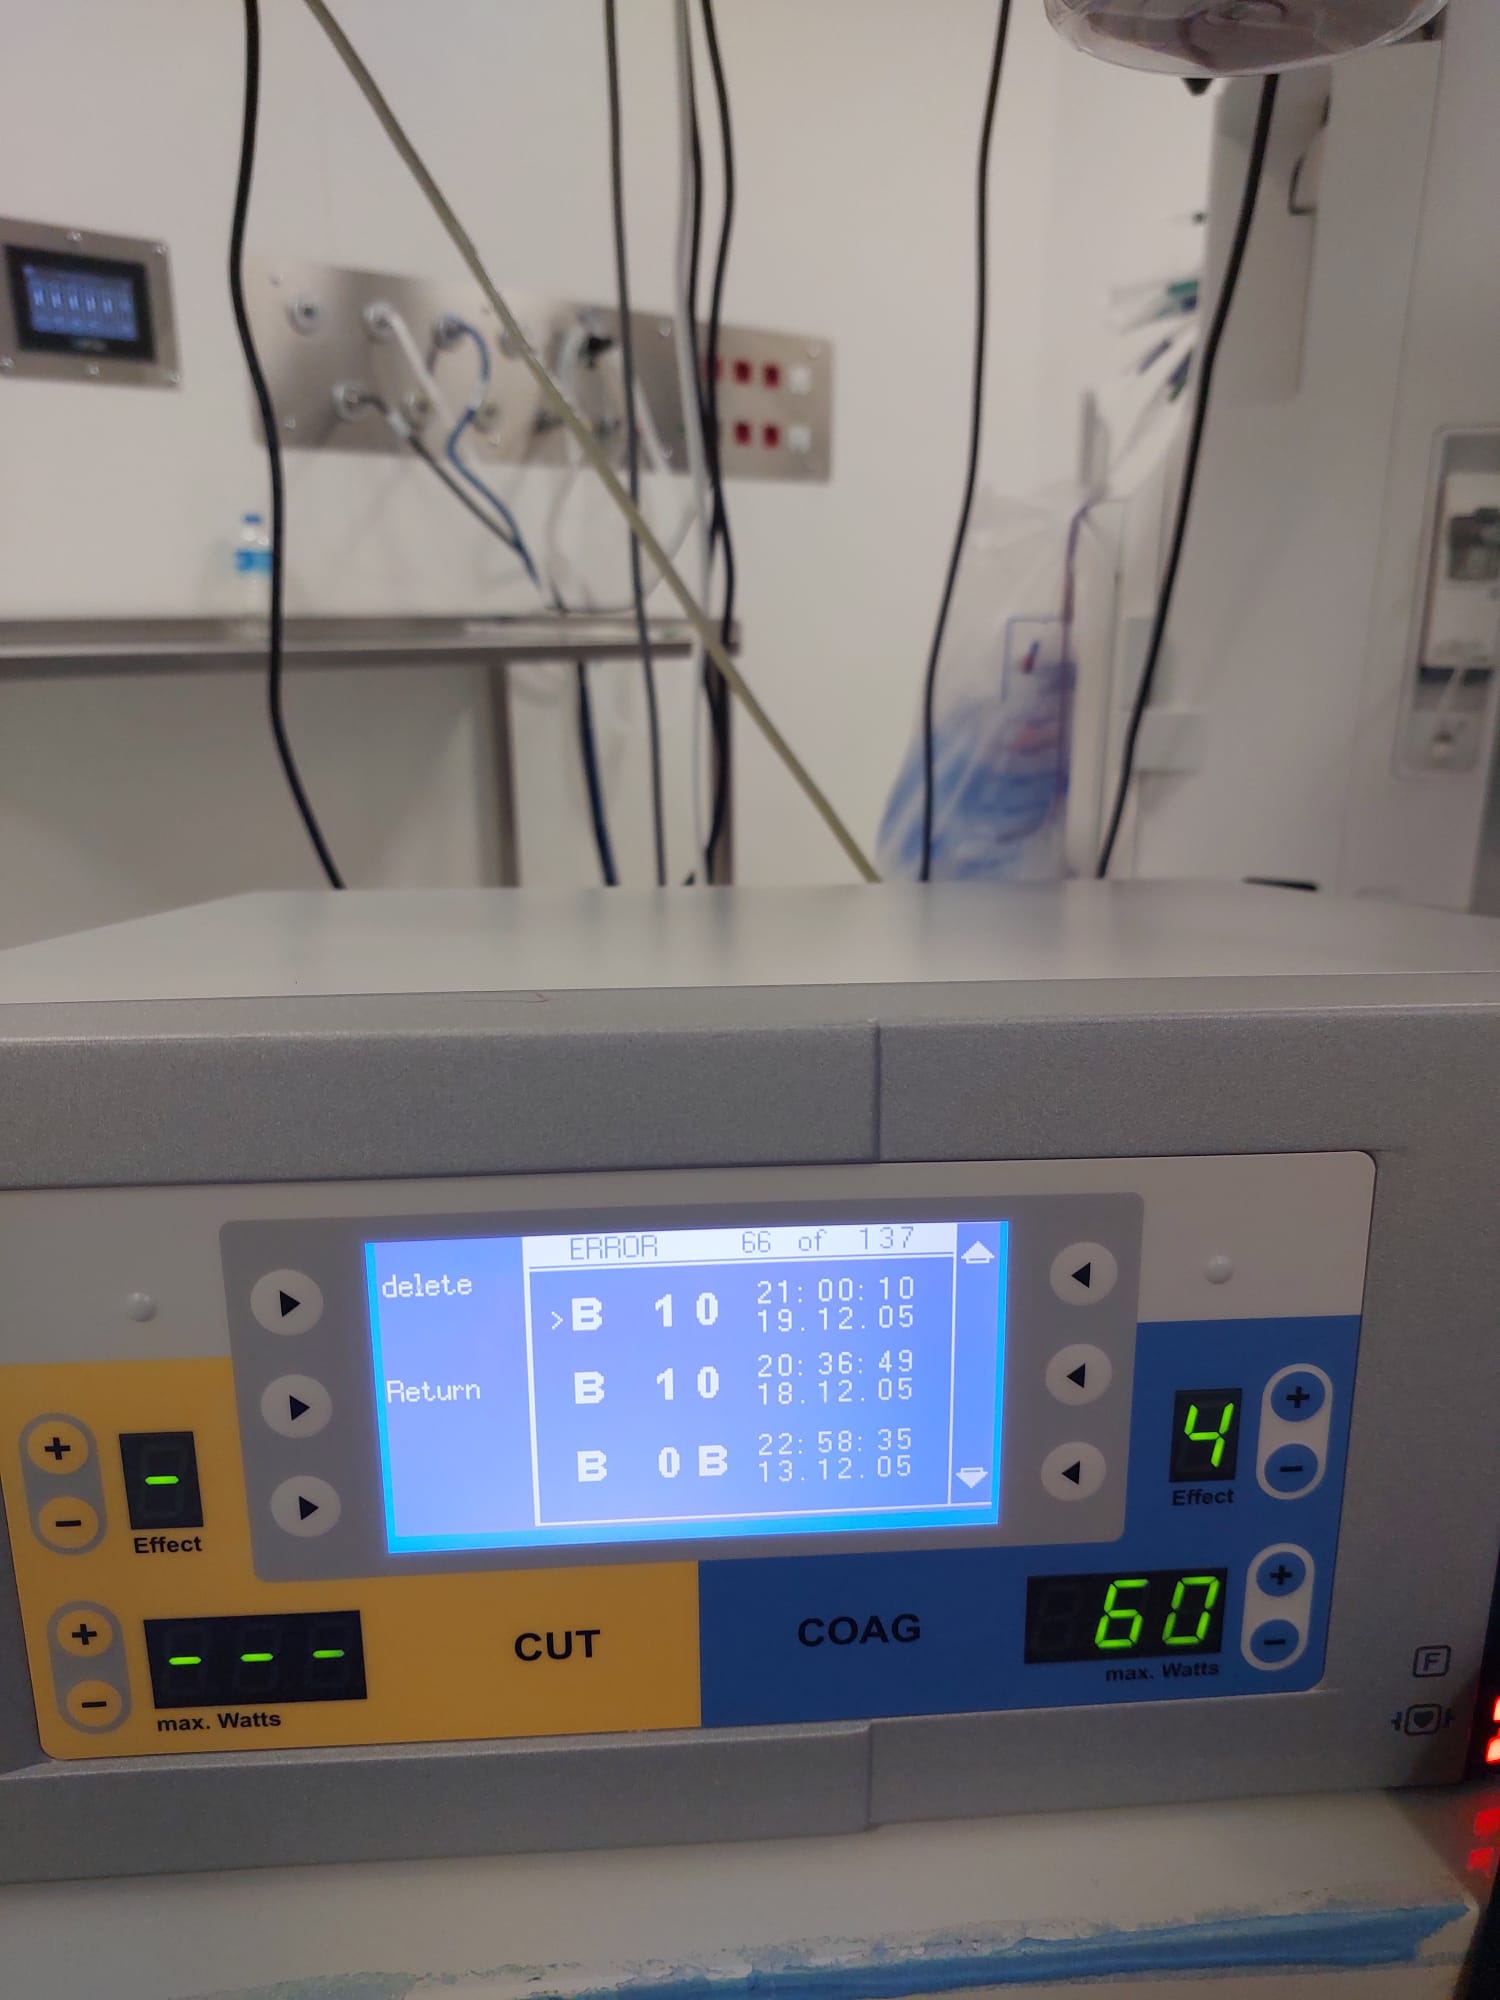 ERROR 66 of 137
delete
>B 10 21:00:10
19.12.05
B 10 20:36:49
18.12.05
Return
B 0B 22:58:35
13.12.05
+
-
-
Effect
+
-
---
max. Watts
CUT
COAG
4
+
-
Effect
60
+
-
max. Watts
F